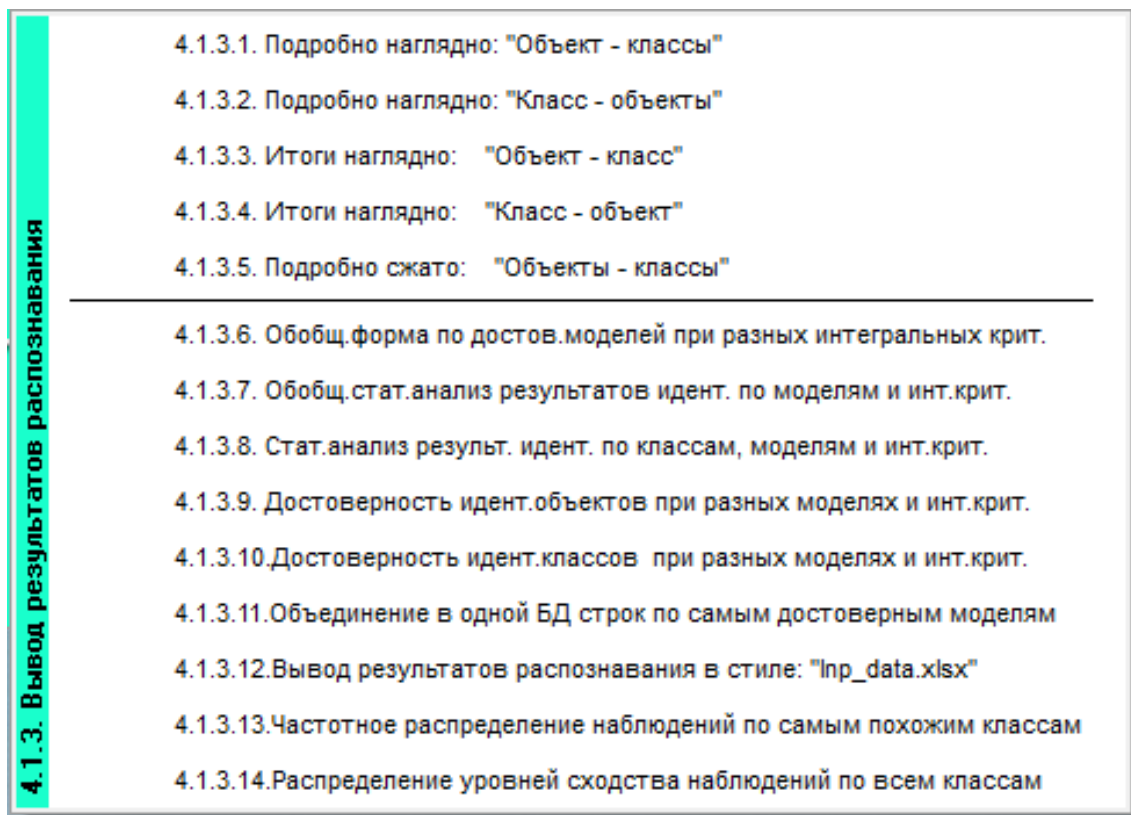 4.1.3. Вывод результатов распознавания
4.1.3.1. Подробно наглядно: "Объект - классы"
4.1.3.2. Подробно наглядно: "Класс - объекты"
4.1.3.3. Итоги наглядно: "Объект - класс"
4.1.3.4. Итоги наглядно: "Класс - объект"
4.1.3.5. Подробно сжато: "Объекты - классы"
4.1.3.6. Обобщ.форма по достов.моделей при разных интегральных крит.
4.1.3.7. Обобщ.стат.анализ результатов идент. по моделям и инт.крит.
4.1.3.8. Стат.анализ результ. идент. по классам, моделям и инт.крит.
4.1.3.9. Достоверность идент.объектов при разных моделях и инт.крит.
4.1.3.10.Достоверность идент.классов при разных моделях и инт.крит.
4.1.3.11.Объединение в одной БД строк по самым достоверным моделям
4.1.3.12.Вывод результатов распознавания в стиле: "Inp_data.xlsx"
4.1.3.13.Частотное распределение наблюдений по самым похожим классам
4.1.3.14.Распределение уровней сходства наблюдений по всем классам